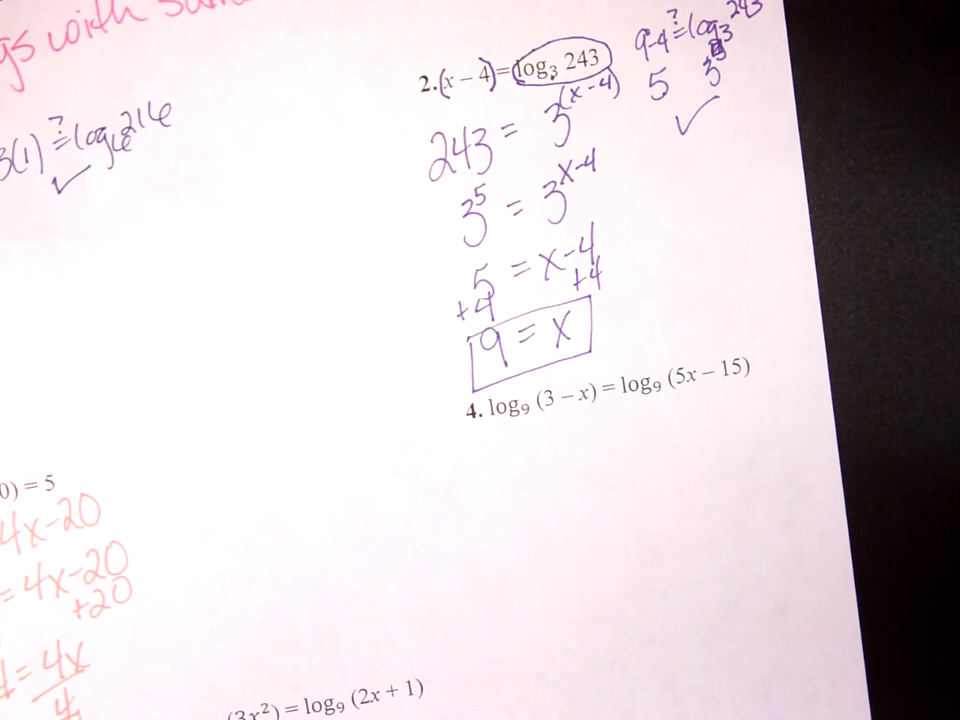 gs with sam
3(1) ≟ log₆216
2. (x – 4) = log₃ 243
243 = 3^(x-4)
3⁵ = 3^x-4
5 = x-4
+4 +4
9 = x
9-4 ≟ log₃243
5 3⁵
✓
✓
4. log₉ (3 – x) = log₉ (5x – 15)
0) = 5
4x-20
= 4x-20
+20
= 4x
4
(3x²) = log₉ (2x + 1)